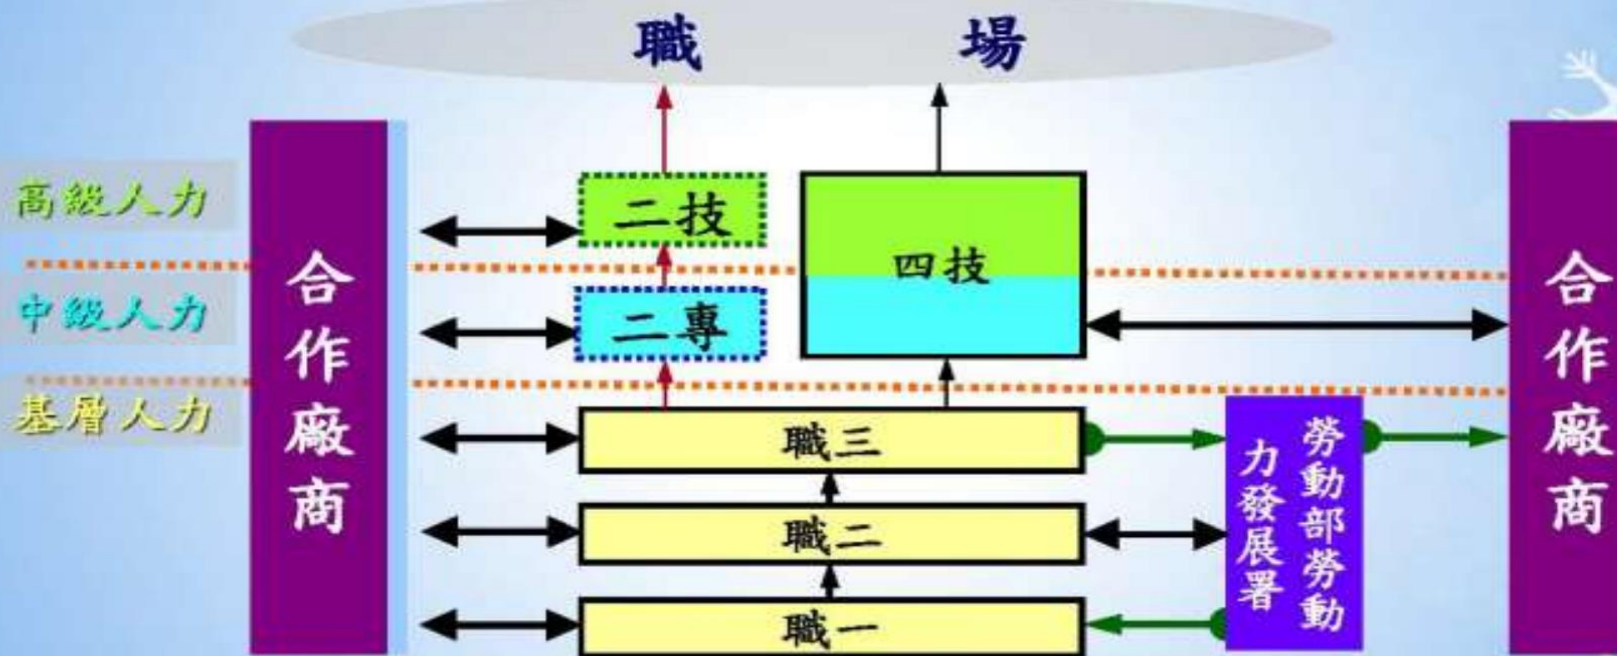 職 場
高級人力
中級人力
基層人力
合作廠商
二技
二專
四技
職三
職二
職一
勞動部勞動
力發展署
合作廠商